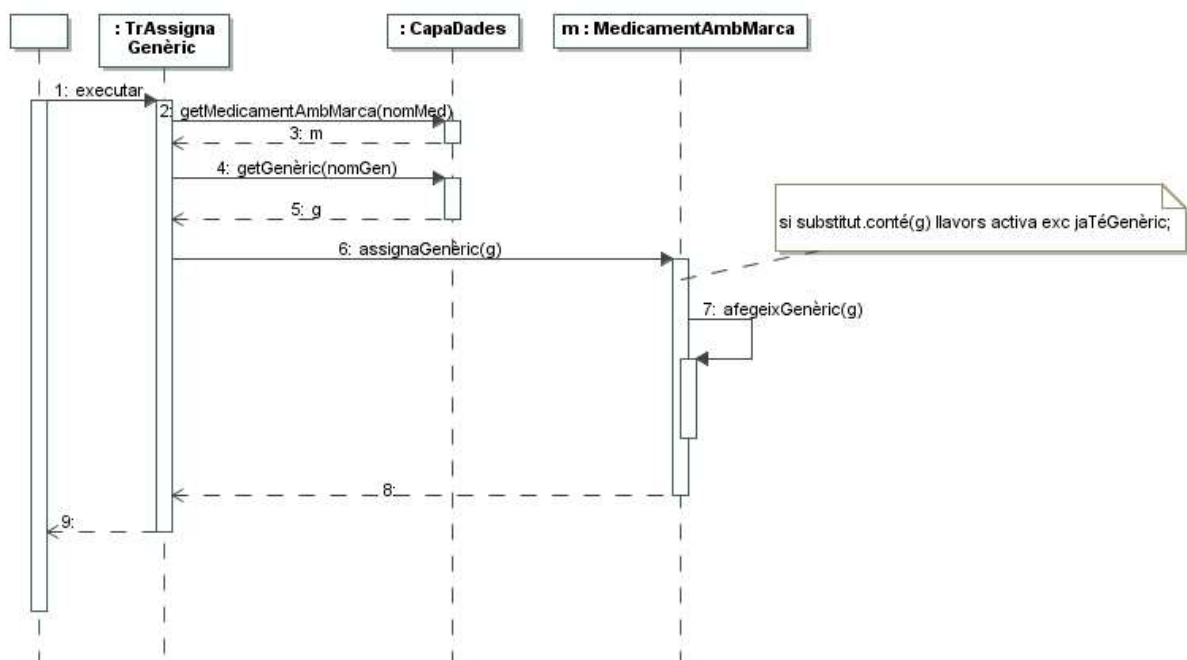 : TrAssigna
Genèric
: CapaDades
m : MedicamentAmbMarca
1: executar
2: getMedicamentAmbMarca(nomMed)
3: m
4: getGenèric(nomGen)
5: g
si substitut.conté(g) llavors activa exc jaTéGenèric;
6: assignaGenèric(g)
7: afegeixGenèric(g)
8:
9: